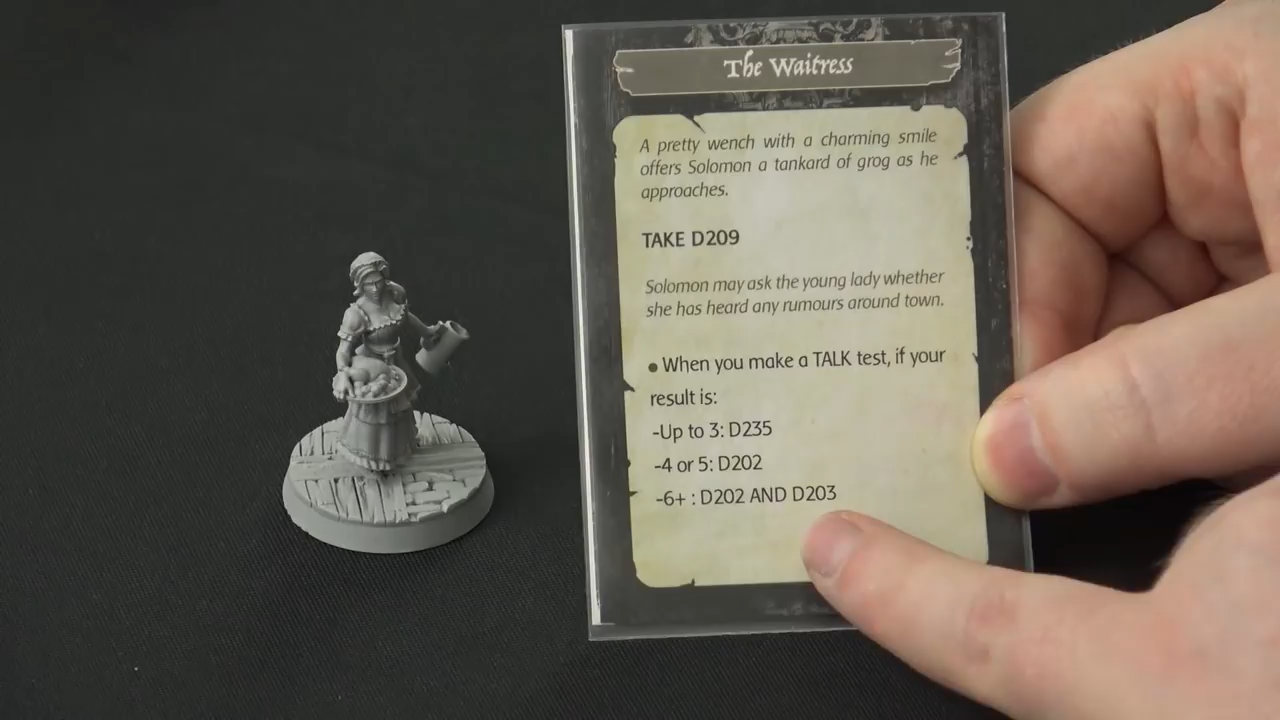 The Waitress
A pretty wench with a charming smile
offers Solomon a tankard of grog as he
approaches.
TAKE D209
Solomon may ask the young lady whether
she has heard any rumours around town.
• When you make a TALK test, if your
result is:
-Up to 3: D235
-4 or 5: D202
-6+ : D202 AND D203